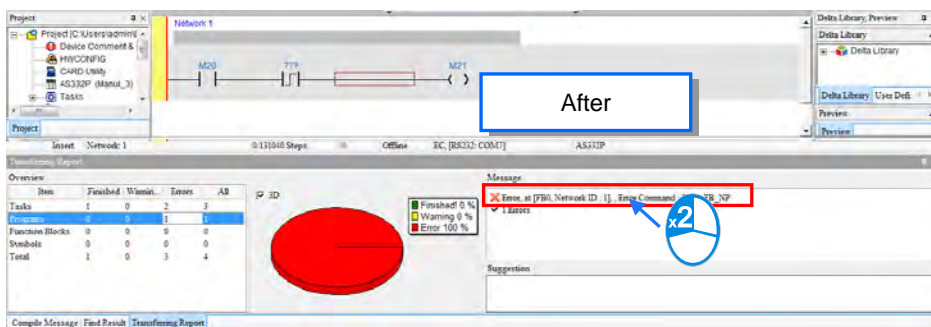 Project
Project [C:\Users\admin\
Device Comment &
HWCONFIG
CARD Utility
AS332P (Manul_3)
Tasks
Project
Network 1
M20
???
M21
After
Delta Library, Preview
Delta Library
Delta Library
Delta Library User Defi
Preview
Preview
Insert Network: 1 0/131040 Steps Offline EC, [RS232: COM7] AS332P
Transferring Report
Overview
Item Finished Warnin.. Errors All
Tasks 1 0 2 3
Programs 0 0 1 1
Function Blocks 0 0 0 0
Symbols 0 0 0 0
Total 1 0 3 4
3D
Finished! 0 %
Warning 0 %
Error 100 %
Message
Error, at [FB0, Network ID : 1], , Error Command FB_NP
1 Errors
x2
Suggestion
Compile Message Find Result Transferring Report